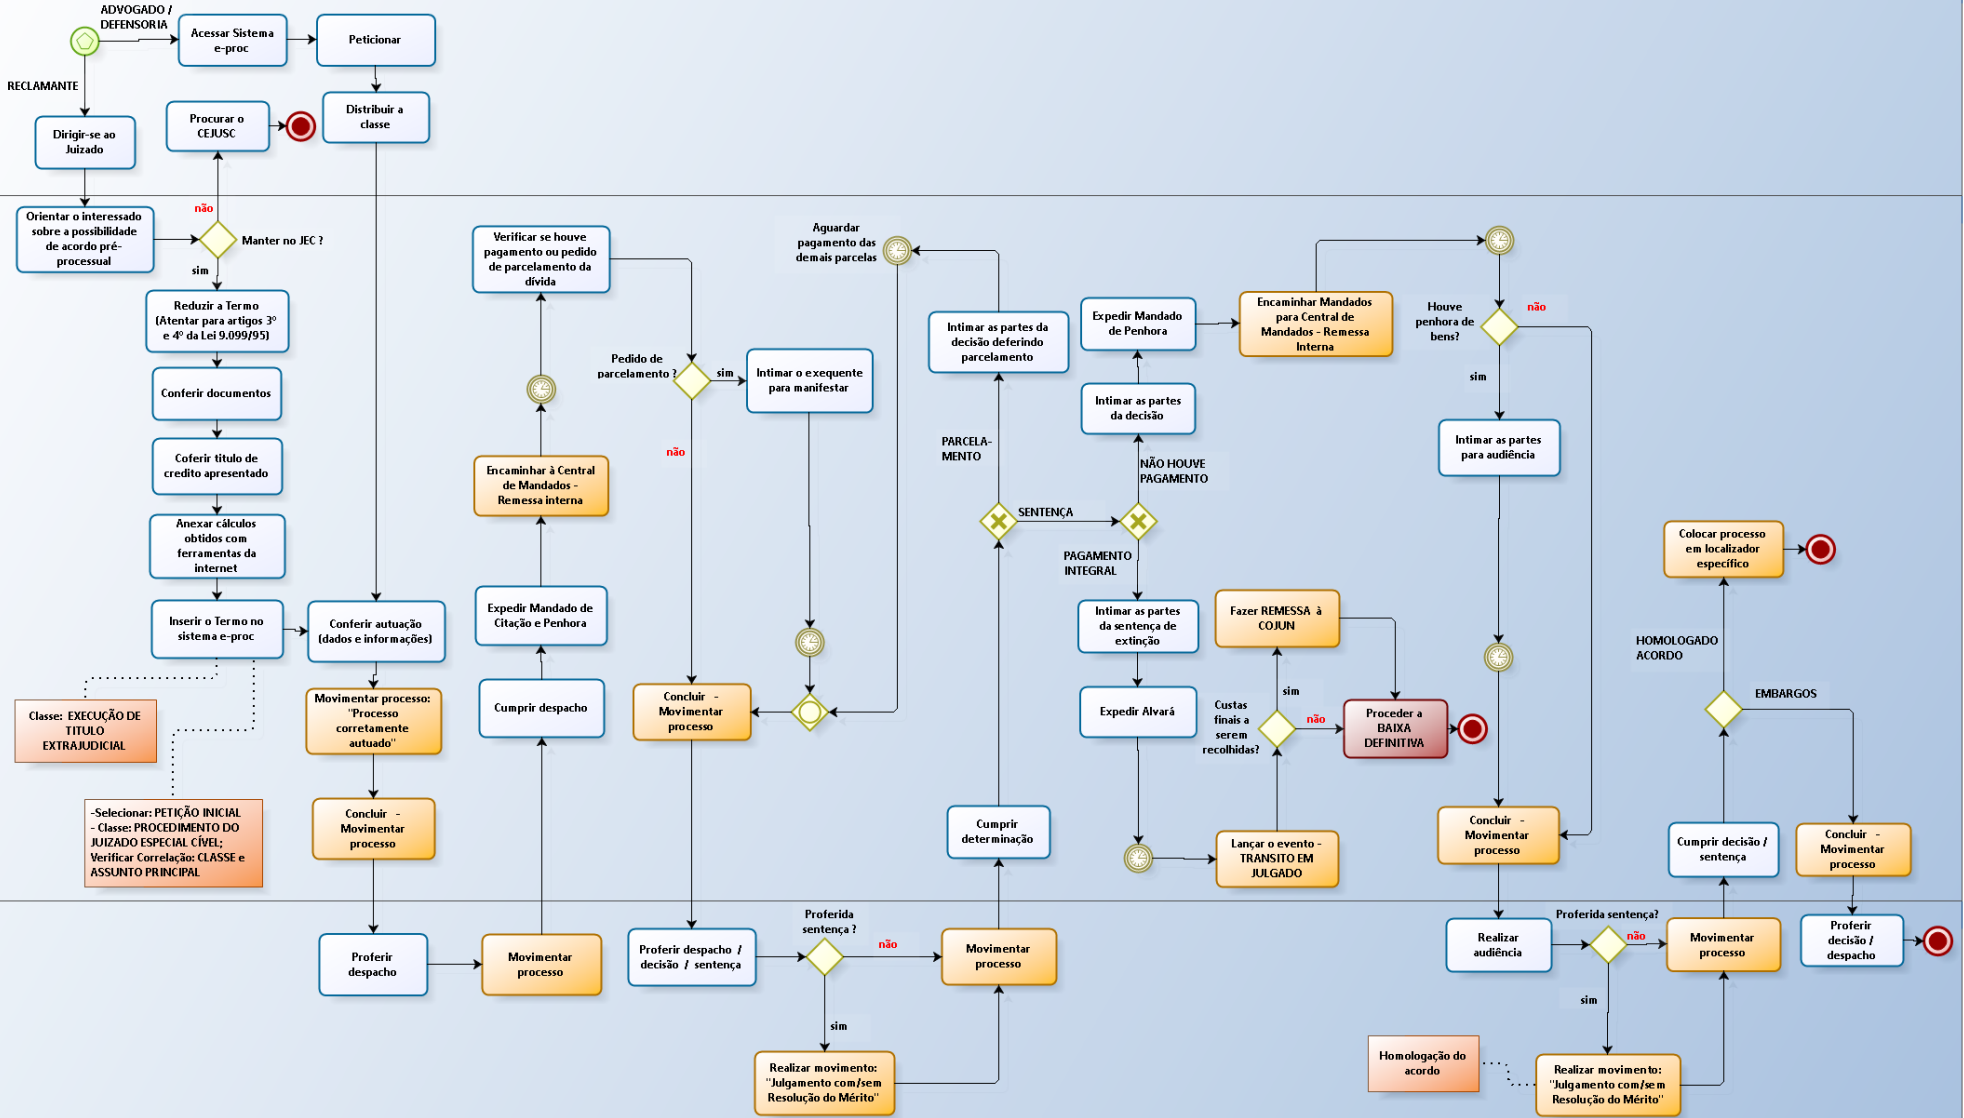 ADVOGADO /
DEFENSORIA
Acessar Sistema
e-proc
Peticionar
RECLAMANTE
Distribuir a
classe
Procurar o
CEJUSC
Dirigir-se ao
Juizado
não
Orientar o interessado
sobre a possibilidade
de acordo pré-
processual
Manter no JEC ?
sim
Reduzir a Termo
(Atentar para artigos 3º
e 4º da Lei 9.099/95)
Conferir documentos
Coferir titulo de
credito apresentado
Anexar cálculos
obtidos com
ferramentas da
internet
Inserir o Termo no
sistema e-proc
Conferir autuação
(dados e informações)
Classe:  EXECUÇÃO DE
TITULO
EXTRAJUDICIAL
Movimentar processo:
"Processo
corretamente
autuado"
-Selecionar: PETIÇÃO INICIAL
- Classe: PROCEDIMENTO DO
JUIZADO ESPECIAL CÍVEL;
Verificar Correlação: CLASSE e
ASSUNTO PRINCIPAL
Concluir  -
Movimentar
processo
Proferir
despacho
Movimentar
processo
Verificar se houve
pagamento ou pedido
de parcelamento da
dívida
Encaminhar à Central
de Mandados -
Remessa interna
Expedir Mandado de
Citação e Penhora
Cumprir despacho
Pedido de
parcelamento ?
sim
Intimar o exequente
para manifestar
não
Concluir  -
Movimentar
processo
Aguardar
pagamento das
demais parcelas
Intimar as partes da
decisão deferindo
parcelamento
PARCELA-
MENTO
SENTENÇA
Cumprir
determinação
Proferir despacho /
decisão  /  sentença
Proferida
sentença ?
não
Movimentar
processo
sim
Realizar movimento:
"Julgamento com/sem
Resolução do Mérito"
Expedir Mandado
de Penhora
Encaminhar Mandados
para Central de
Mandados - Remessa
Interna
Intimar as partes
da decisão
NÃO HOUVE
PAGAMENTO
PAGAMENTO
INTEGRAL
Intimar as partes
da sentença de
extinção
Expedir Alvará
Fazer REMESSA  à
COJUN
sim
Custas
finais a
serem
recolhidas?
não
Proceder a
BAIXA
DEFINITIVA
Lançar o evento -
TRANSITO EM
JULGADO
Houve
penhora de
bens?
não
sim
Intimar as partes
para audiência
Concluir  -
Movimentar
processo
Realizar
audiência
Proferida sentença?
não
Movimentar
processo
sim
Homologação do
acordo
Realizar movimento:
"Julgamento com/sem
Resolução do Mérito"
Colocar processo
em localizador
específico
HOMOLOGADO
ACORDO
EMBARGOS
Cumprir decisão /
sentença
Concluir  -
Movimentar
processo
Proferir
decisão /
despacho